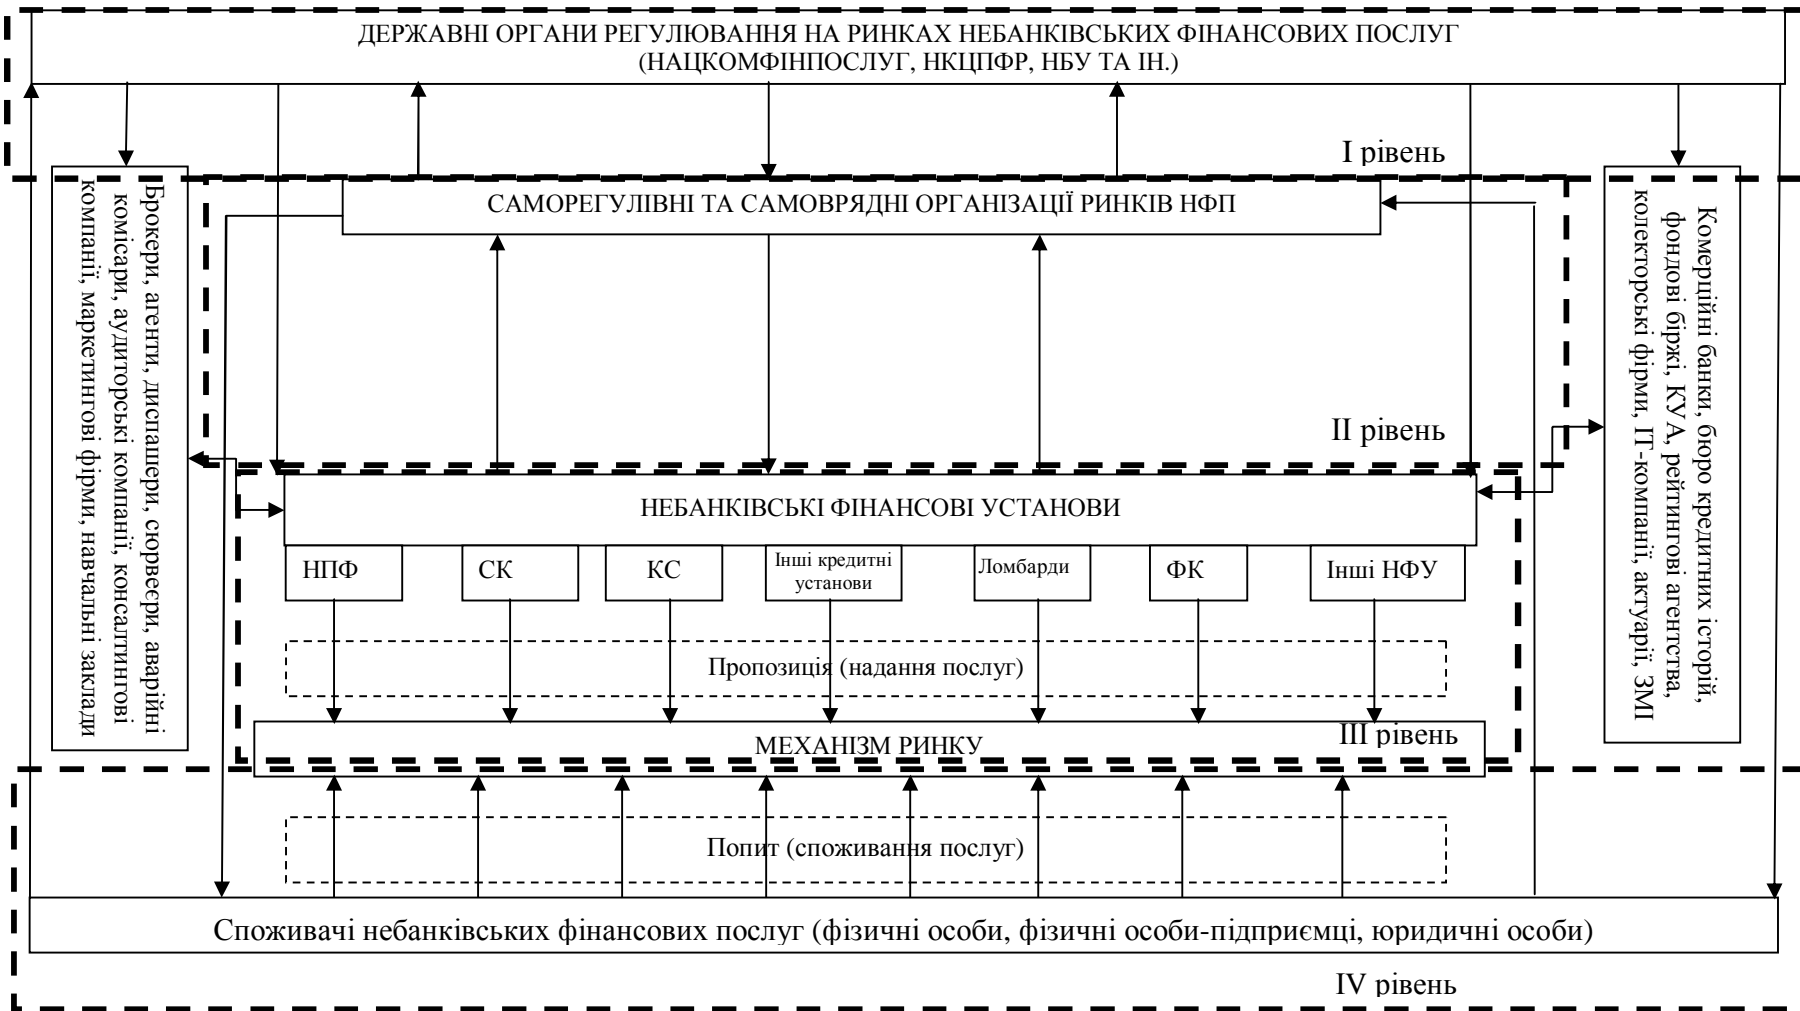 ДЕРЖАВНІ ОРГАНИ РЕГУЛЮВАННЯ НА РИНКАХ НЕБАНКІВСЬКИХ ФІНАНСОВИХ ПОСЛУГ
(НАЦКОМФІНПОСЛУГ, НКЦПФР, НБУ ТА ІН.)
І рівень
САМОРЕГУЛІВНІ ТА САМОВРЯДНІ ОРГАНІЗАЦІЇ РИНКІВ НФП
Брокери, агенти, диспашери, сюрвеєри, аварійні
комісари, аудиторські компанії, консалтингові
компанії, маркетингові фірми, навчальні заклади
Комерційні банки, бюро кредитних історій,
фондові біржі, КУА, рейтингові агентства,
колекторські фірми, ІТ-компанії, актуарії, ЗМІ
ІІ рівень
НЕБАНКІВСЬКІ ФІНАНСОВІ УСТАНОВИ
НПФ
СК
КС
Інші кредитні
установи
Ломбарди
ФК
Інші НФУ
Пропозиція (надання послуг)
МЕХАНІЗМ РИНКУ
ІІІ рівень
Попит (споживання послуг)
Споживачі небанківських фінансових послуг (фізичні особи, фізичні особи-підприємці, юридичні особи)
IV рівень